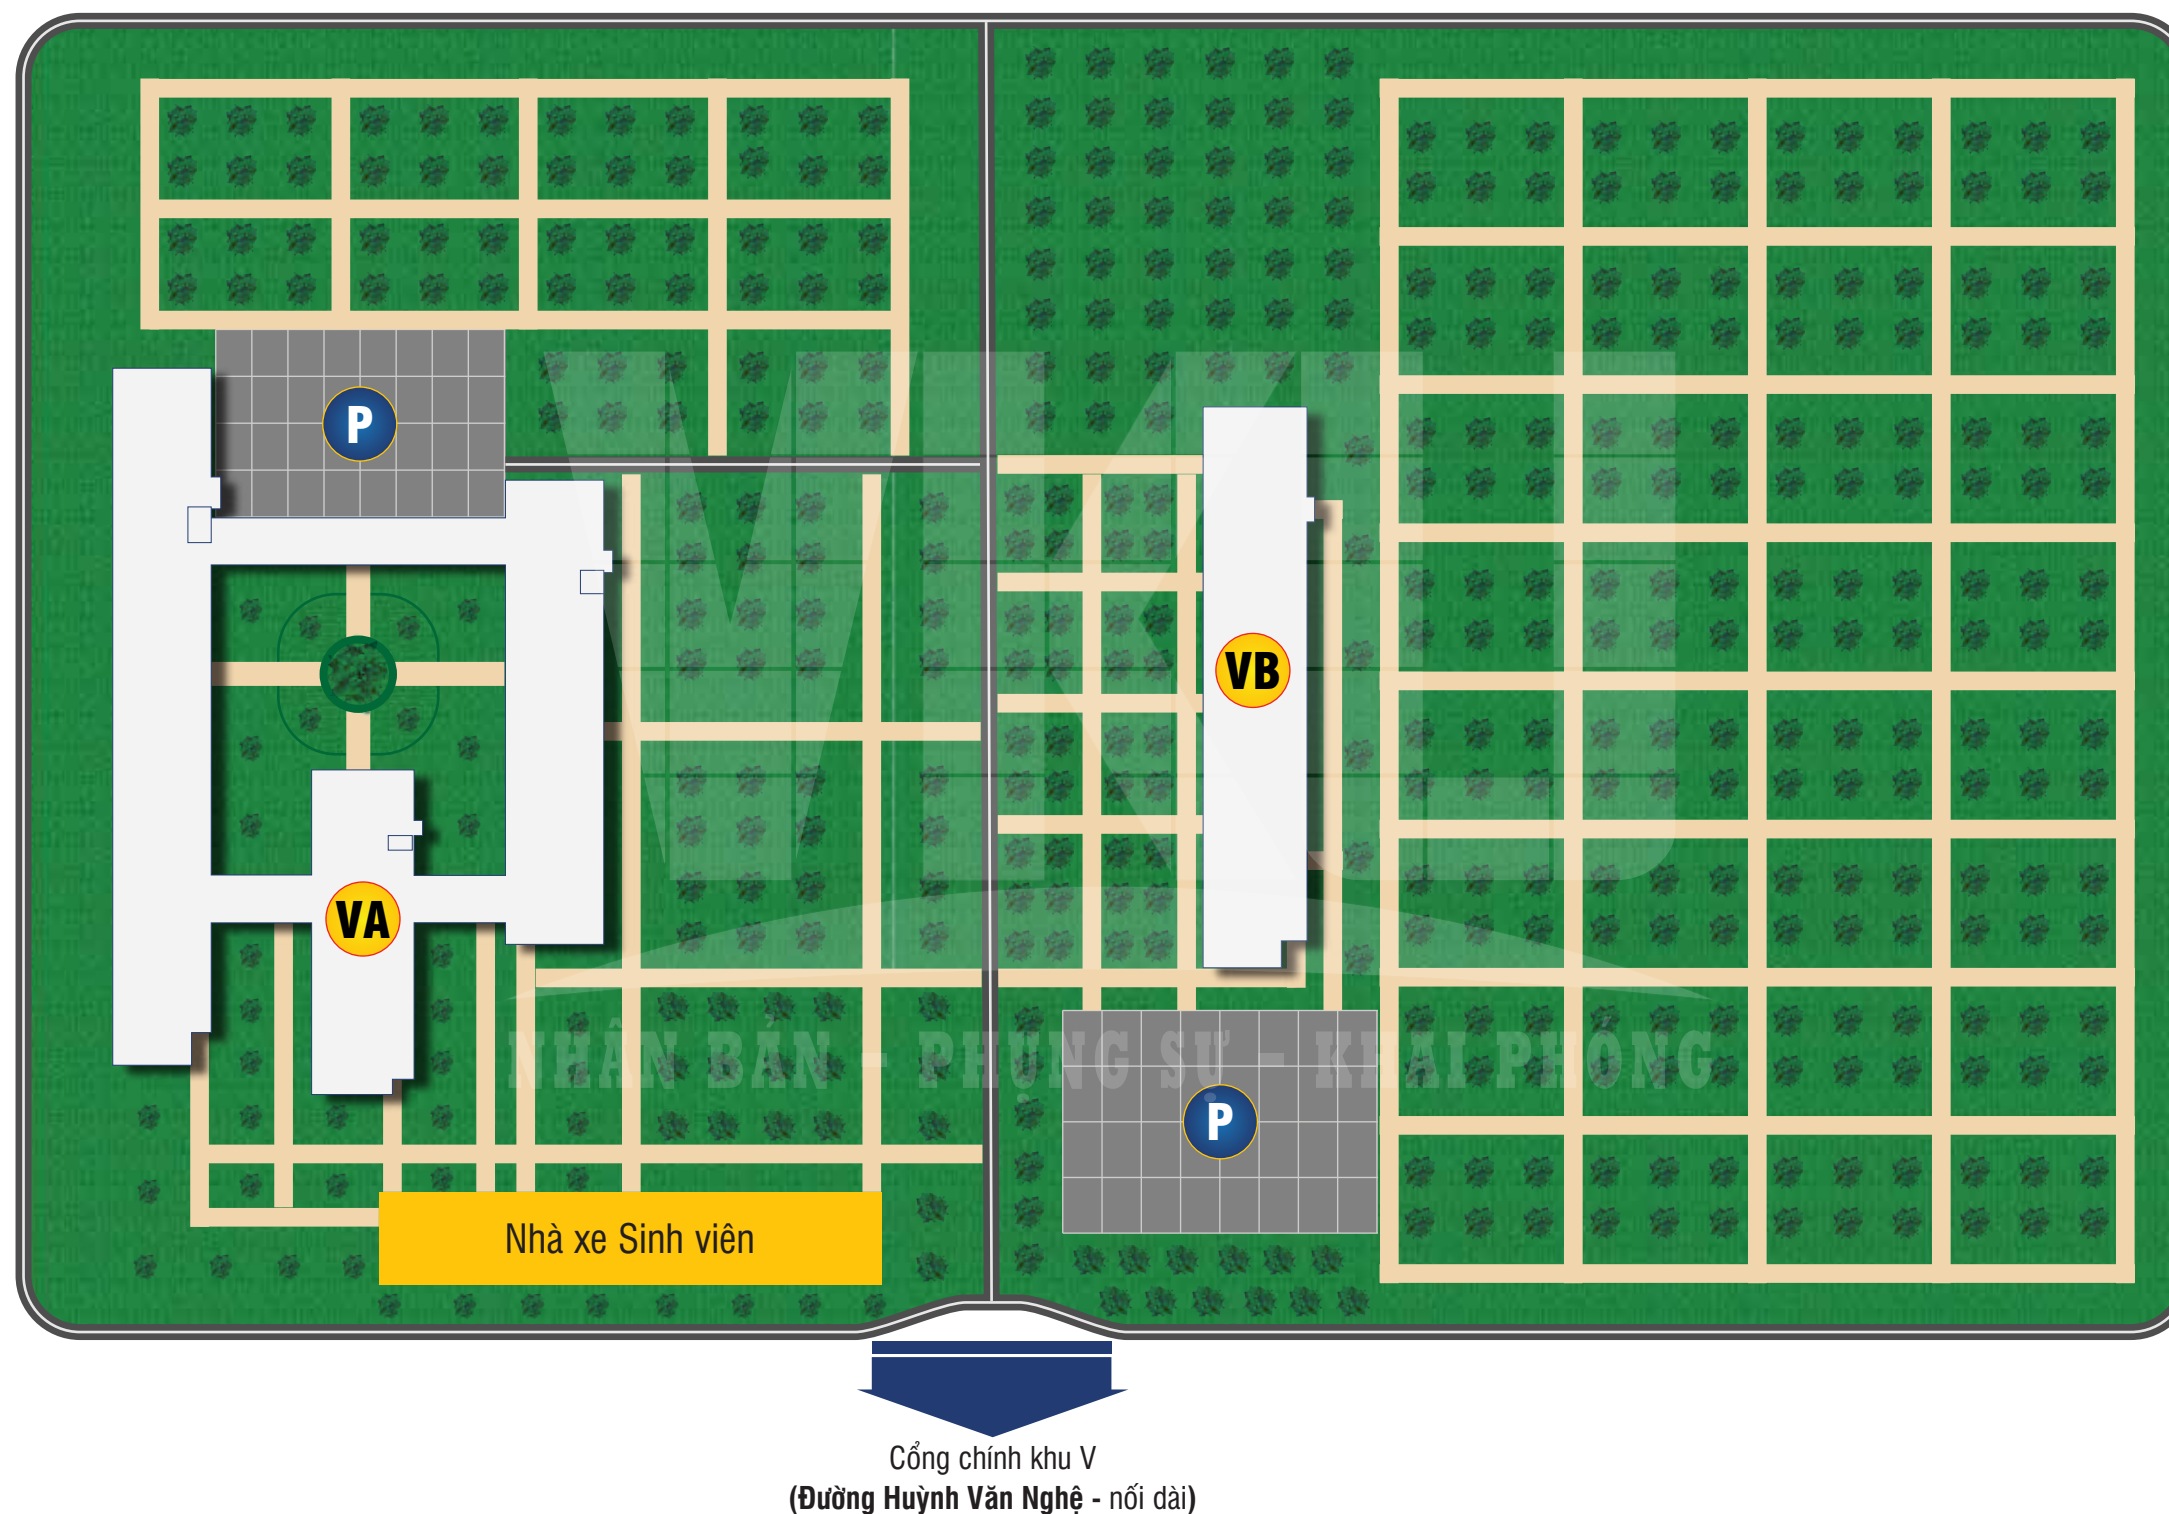 P
VKU
VB
VA
NHÂN BẢN - PHỤNG SỰ - KHAI PHÓNG
P
Nhà xe Sinh viên
Cổng chính khu V
(Đường Huỳnh Văn Nghệ - nối dài)